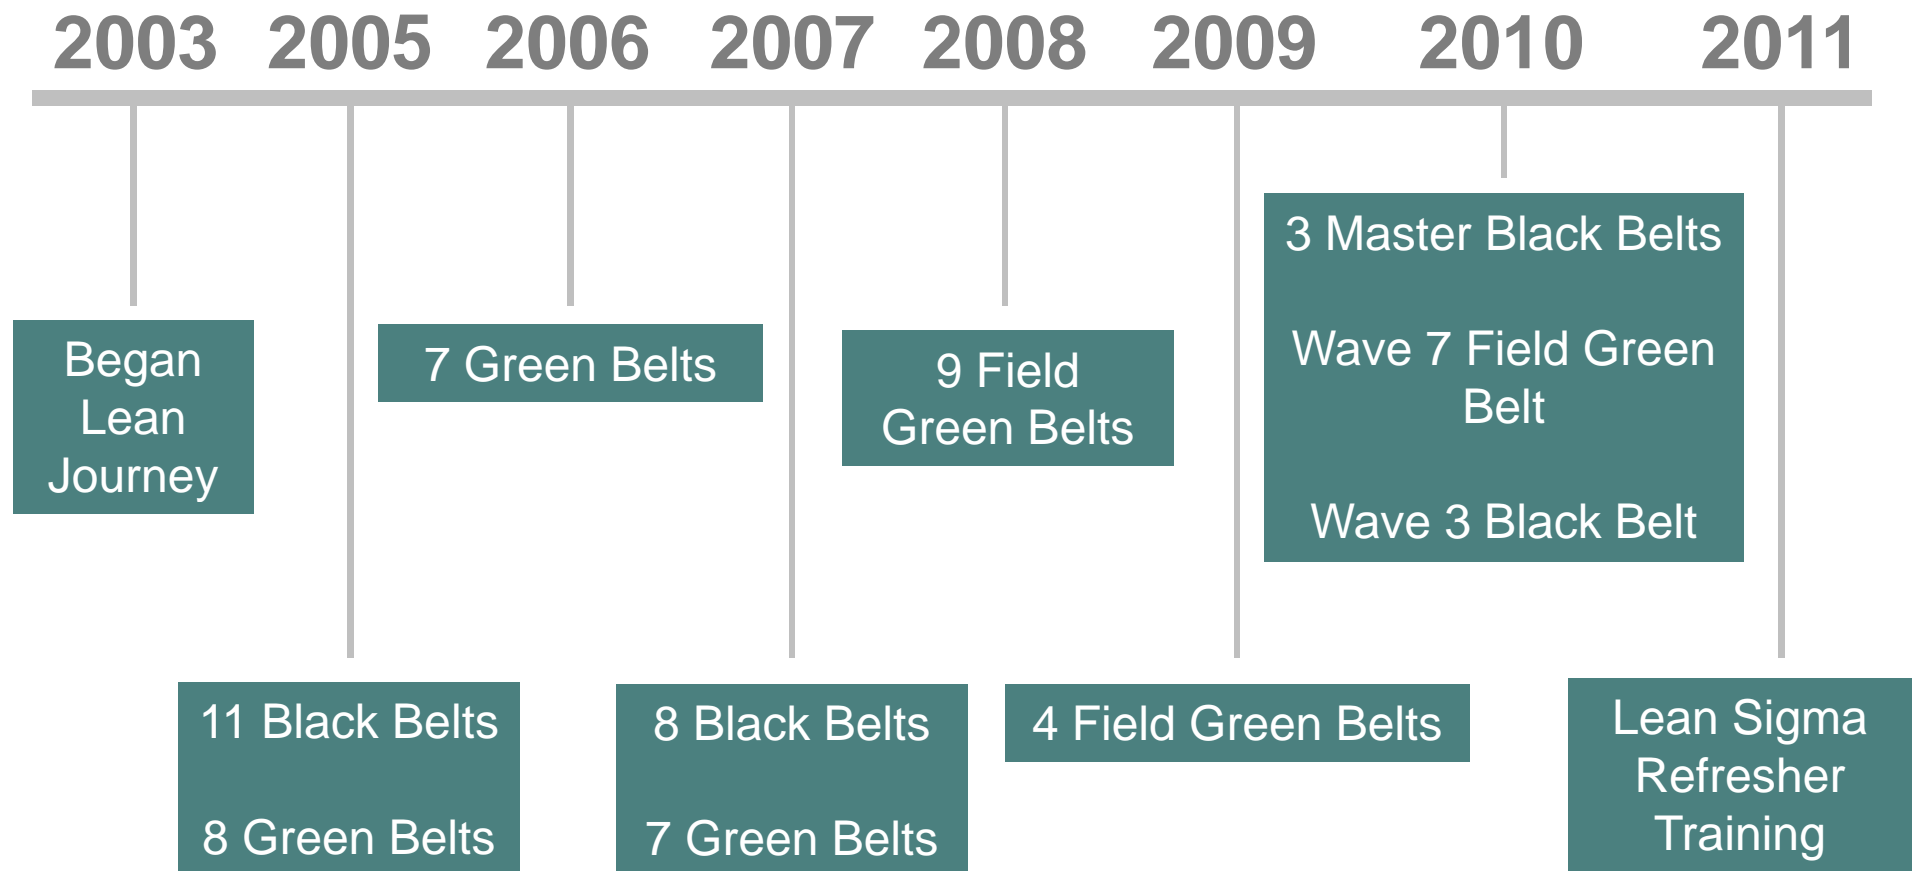 2003 2005 2006 2007 2008 2009 2010 2011
Began
Lean
Journey
11 Black Belts
8 Green Belts
7 Green Belts
8 Black Belts
7 Green Belts
9 Field
Green Belts
4 Field Green Belts
3 Master Black Belts
Wave 7 Field Green
Belt
Wave 3 Black Belt
Lean Sigma
Refresher
Training